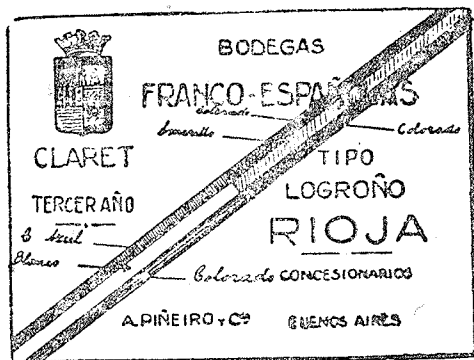 BODEGAS
FRANCO-ESPAÑOLAS
Colorado
Amarillo
Colorado
CLARET
TIPO
LOGROÑO
TERCER AÑO
RIOJA
Azul
Blanco
Colorado
CONCESIONARIOS
A. PIÑEIRO Y Cª
BUENOS AIRES